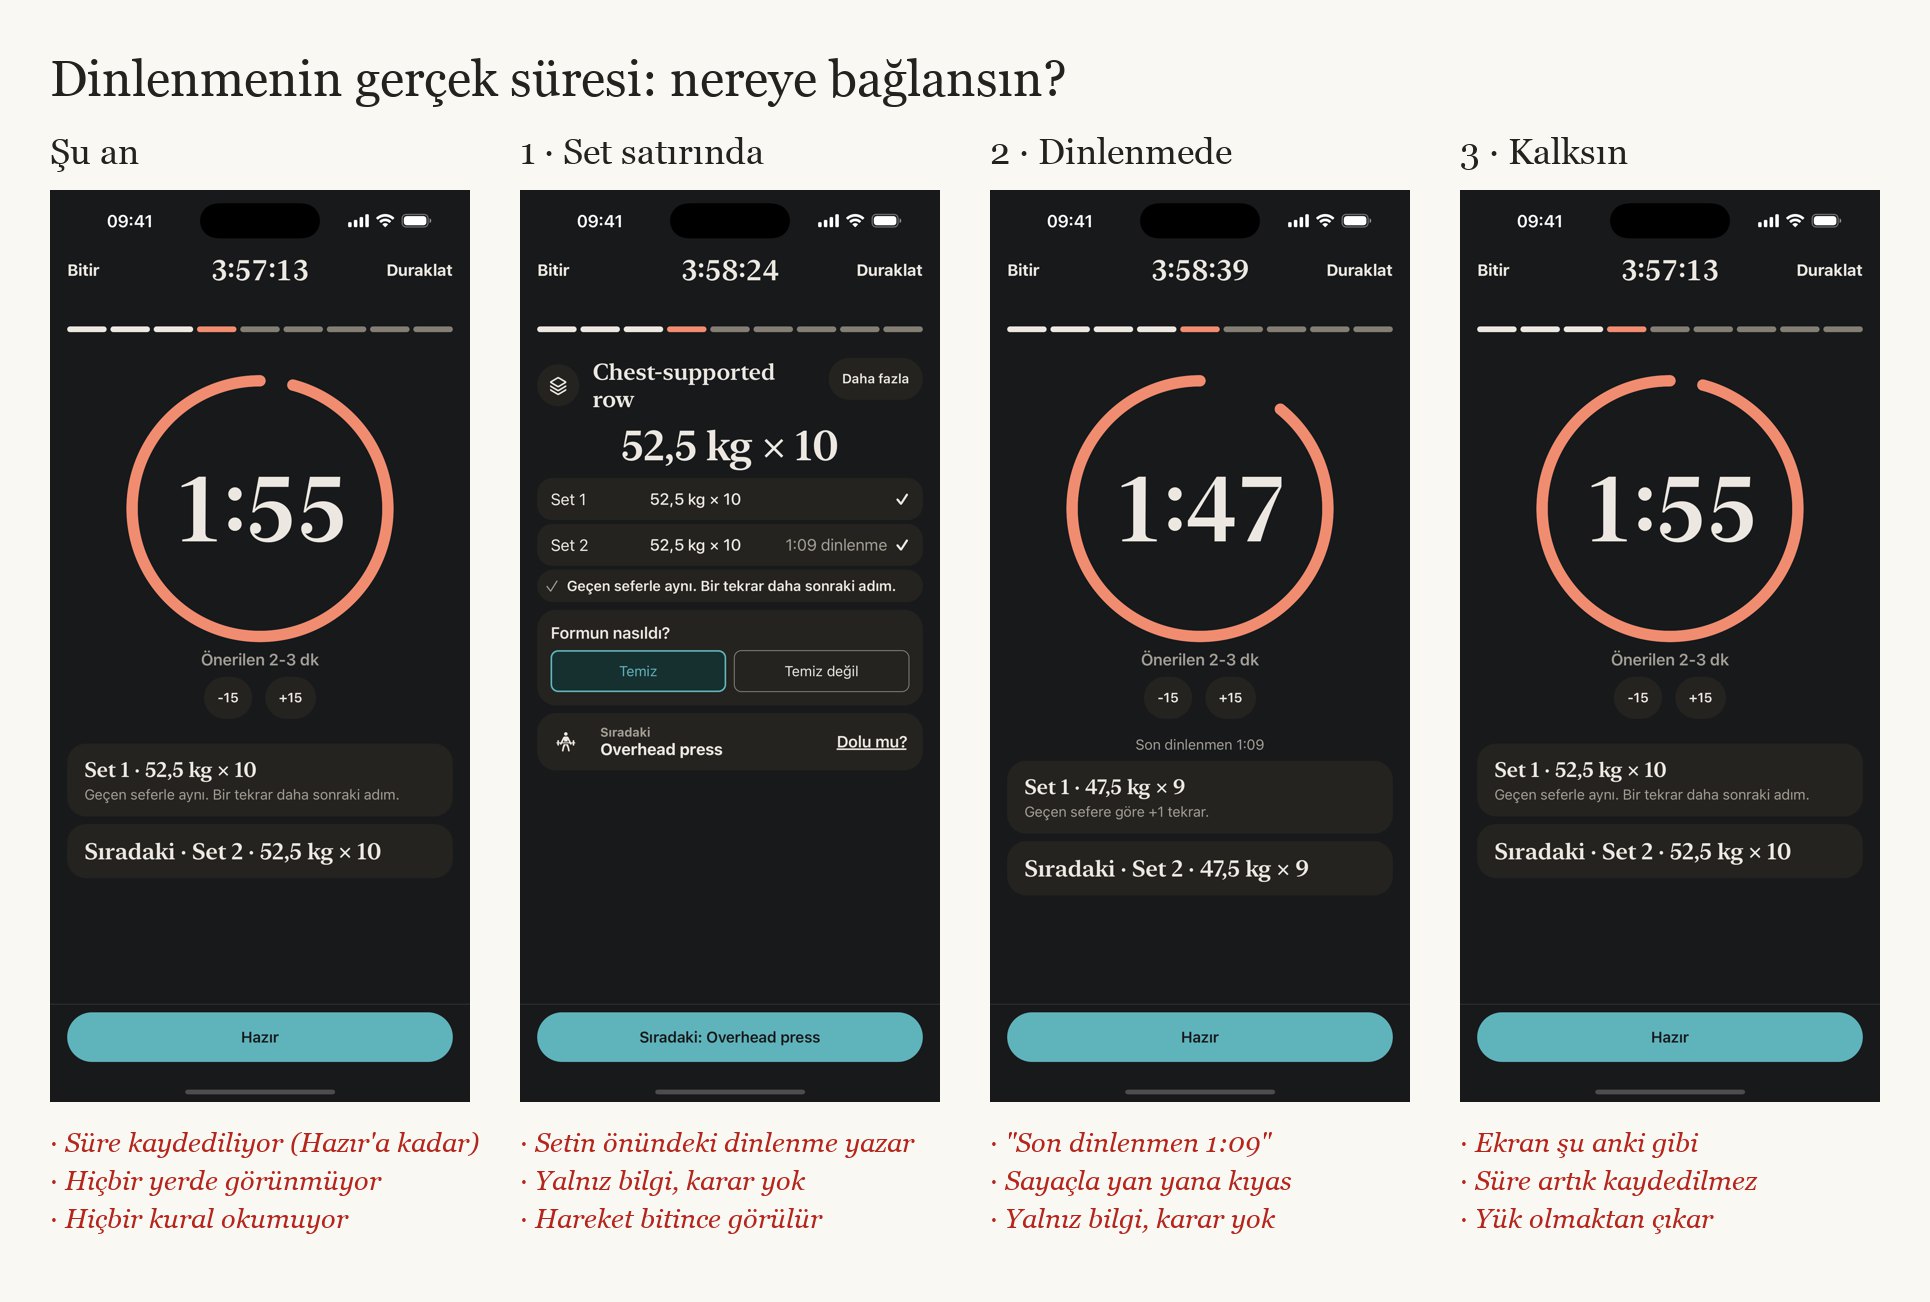 Dinlenmenin gerçek süresi: nereye bağlansın?
Şu an
09:41
Bitir
3:57:13
Duraklat
1:55
Önerilen 2-3 dk
-15
+15
Set 1 · 52,5 kg × 10
Geçen seferle aynı. Bir tekrar daha sonraki adım.
Sıradaki · Set 2 · 52,5 kg × 10
Hazır
· Süre kaydediliyor (Hazır'a kadar)
· Hiçbir yerde görünmüyor
· Hiçbir kural okumuyor
1 · Set satırında
09:41
Bitir
3:58:24
Duraklat
Chest-supported
row
Daha fazla
52,5 kg × 10
Set 1 52,5 kg × 10 ✓
Set 2 52,5 kg × 10 1:09 dinlenme ✓
✓ Geçen seferle aynı. Bir tekrar daha sonraki adım.
Formun nasıldı?
Temiz
Temiz değil
Sıradaki
Overhead press
Dolu mu?
Sıradaki: Overhead press
· Setin önündeki dinlenme yazar
· Yalnız bilgi, karar yok
· Hareket bitince görülür
2 · Dinlenmede
09:41
Bitir
3:58:39
Duraklat
1:47
Önerilen 2-3 dk
-15
+15
Son dinlenmen 1:09
Set 1 · 47,5 kg × 9
Geçen sefere göre +1 tekrar.
Sıradaki · Set 2 · 47,5 kg × 9
Hazır
· "Son dinlenmen 1:09"
· Sayaçla yan yana kıyas
· Yalnız bilgi, karar yok
3 · Kalksın
09:41
Bitir
3:57:13
Duraklat
1:55
Önerilen 2-3 dk
-15
+15
Set 1 · 52,5 kg × 10
Geçen seferle aynı. Bir tekrar daha sonraki adım.
Sıradaki · Set 2 · 52,5 kg × 10
Hazır
· Ekran şu anki gibi
· Süre artık kaydedilmez
· Yük olmaktan çıkar